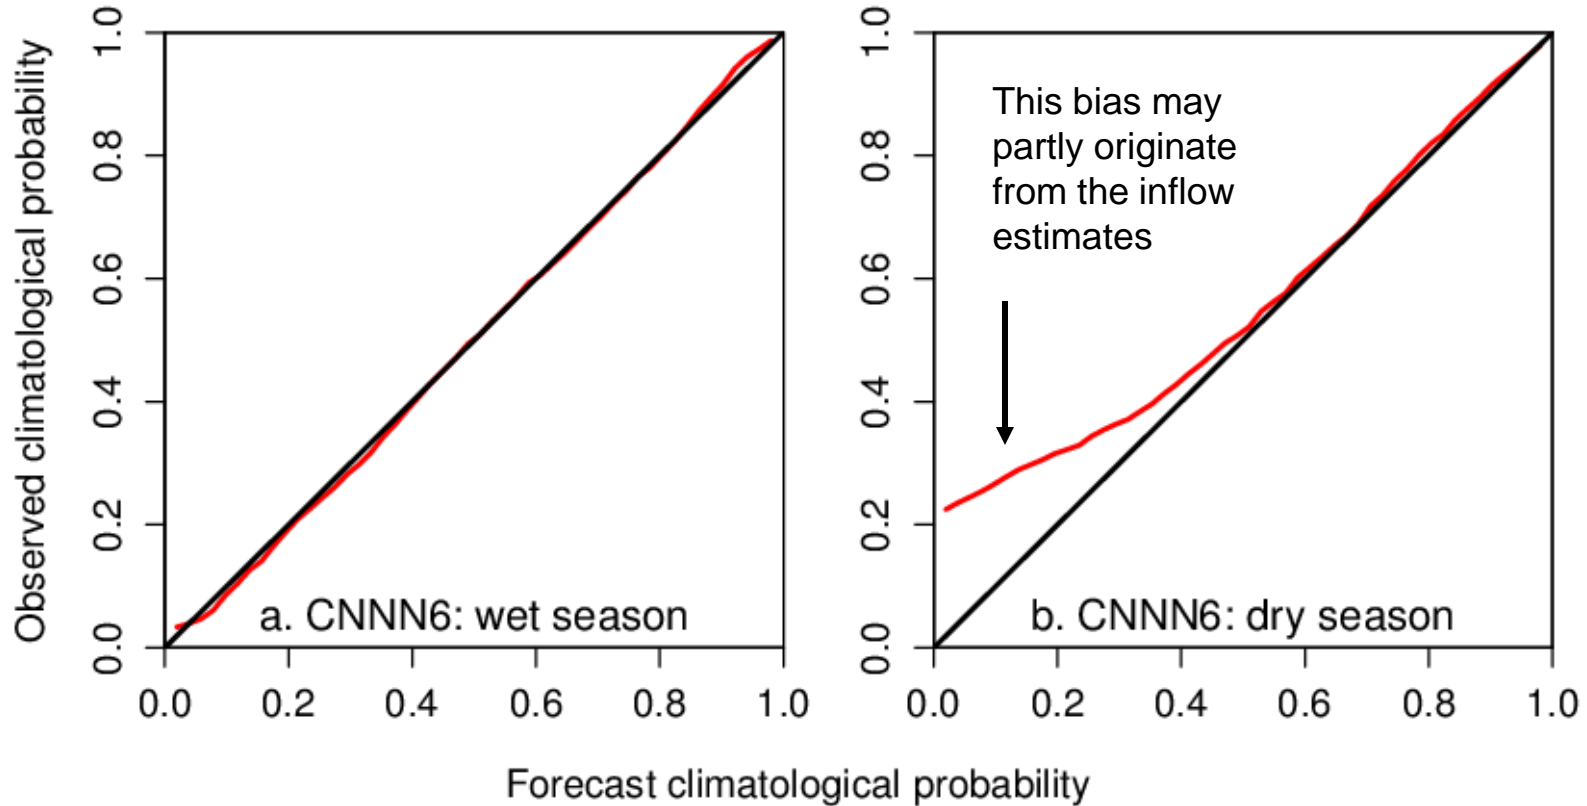 Observed climatological probability
1.0
0.8
0.6
0.4
0.2
0.0
a. CNNN6: wet season
0.0 0.2 0.4 0.6 0.8 1.0
1.0
0.8
0.6
0.4
0.2
0.0
This bias may
partly originate
from the inflow
estimates
b. CNNN6: dry season
0.0 0.2 0.4 0.6 0.8 1.0
Forecast climatological probability